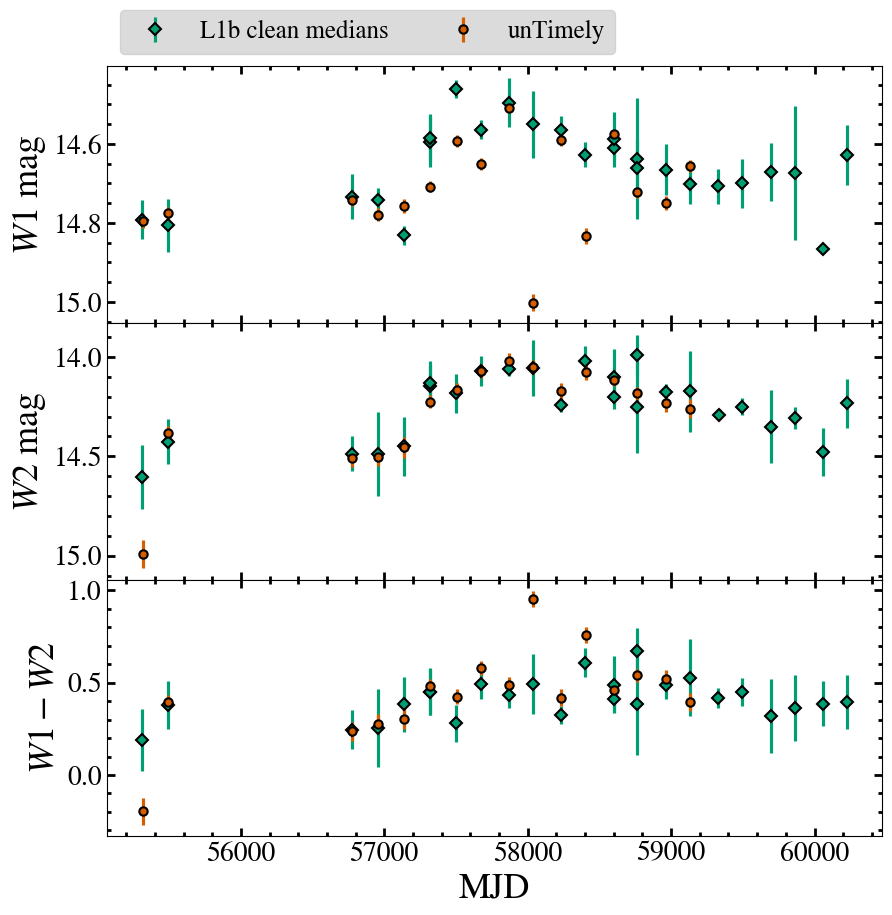 L1b clean medians unTimely
14.6
14.8
15.0
W1 mag
14.0
14.5
15.0
W2 mag
1.0
0.5
0.0
W1 − W2
56000 57000 58000 59000 60000
MJD